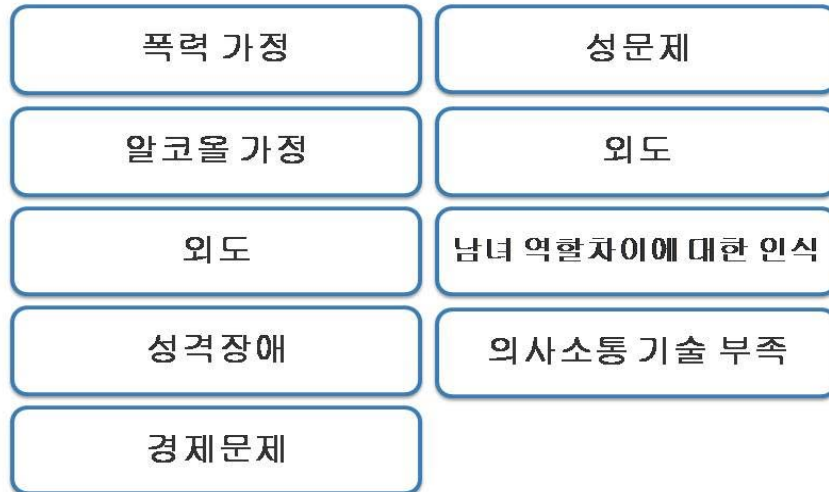 폭력 가정
성문제
알코올 가정
외도
외도
남녀 역할차이에 대한 인식
성격장애
의사소통 기술 부족
경제문제